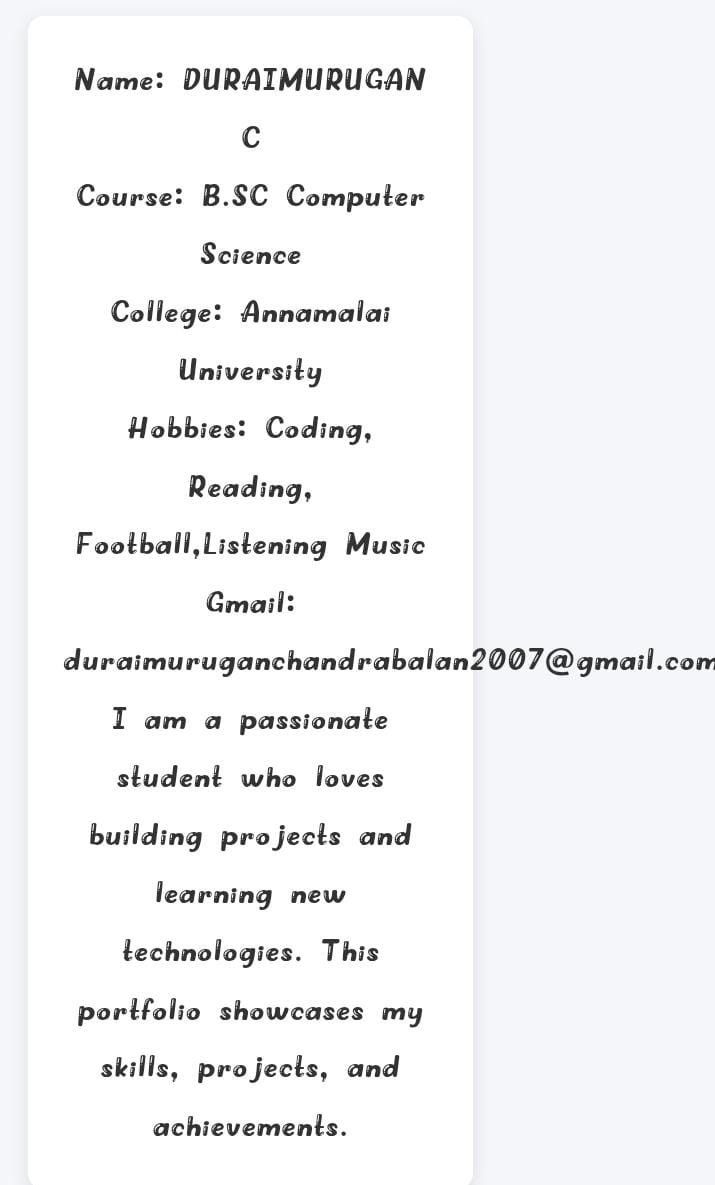 Name: DURAIMURUGAN
C
Course: B.SC Computer
Science
College: Annamalai
University
Hobbies: Coding,
Reading,
Football,Listening Music
Gmail:
duraimuruganchandrabalan2007@gmail.com
I am a passionate
student who loves
building projects and
learning new
technologies. This
portfolio showcases my
skills, projects, and
achievements.